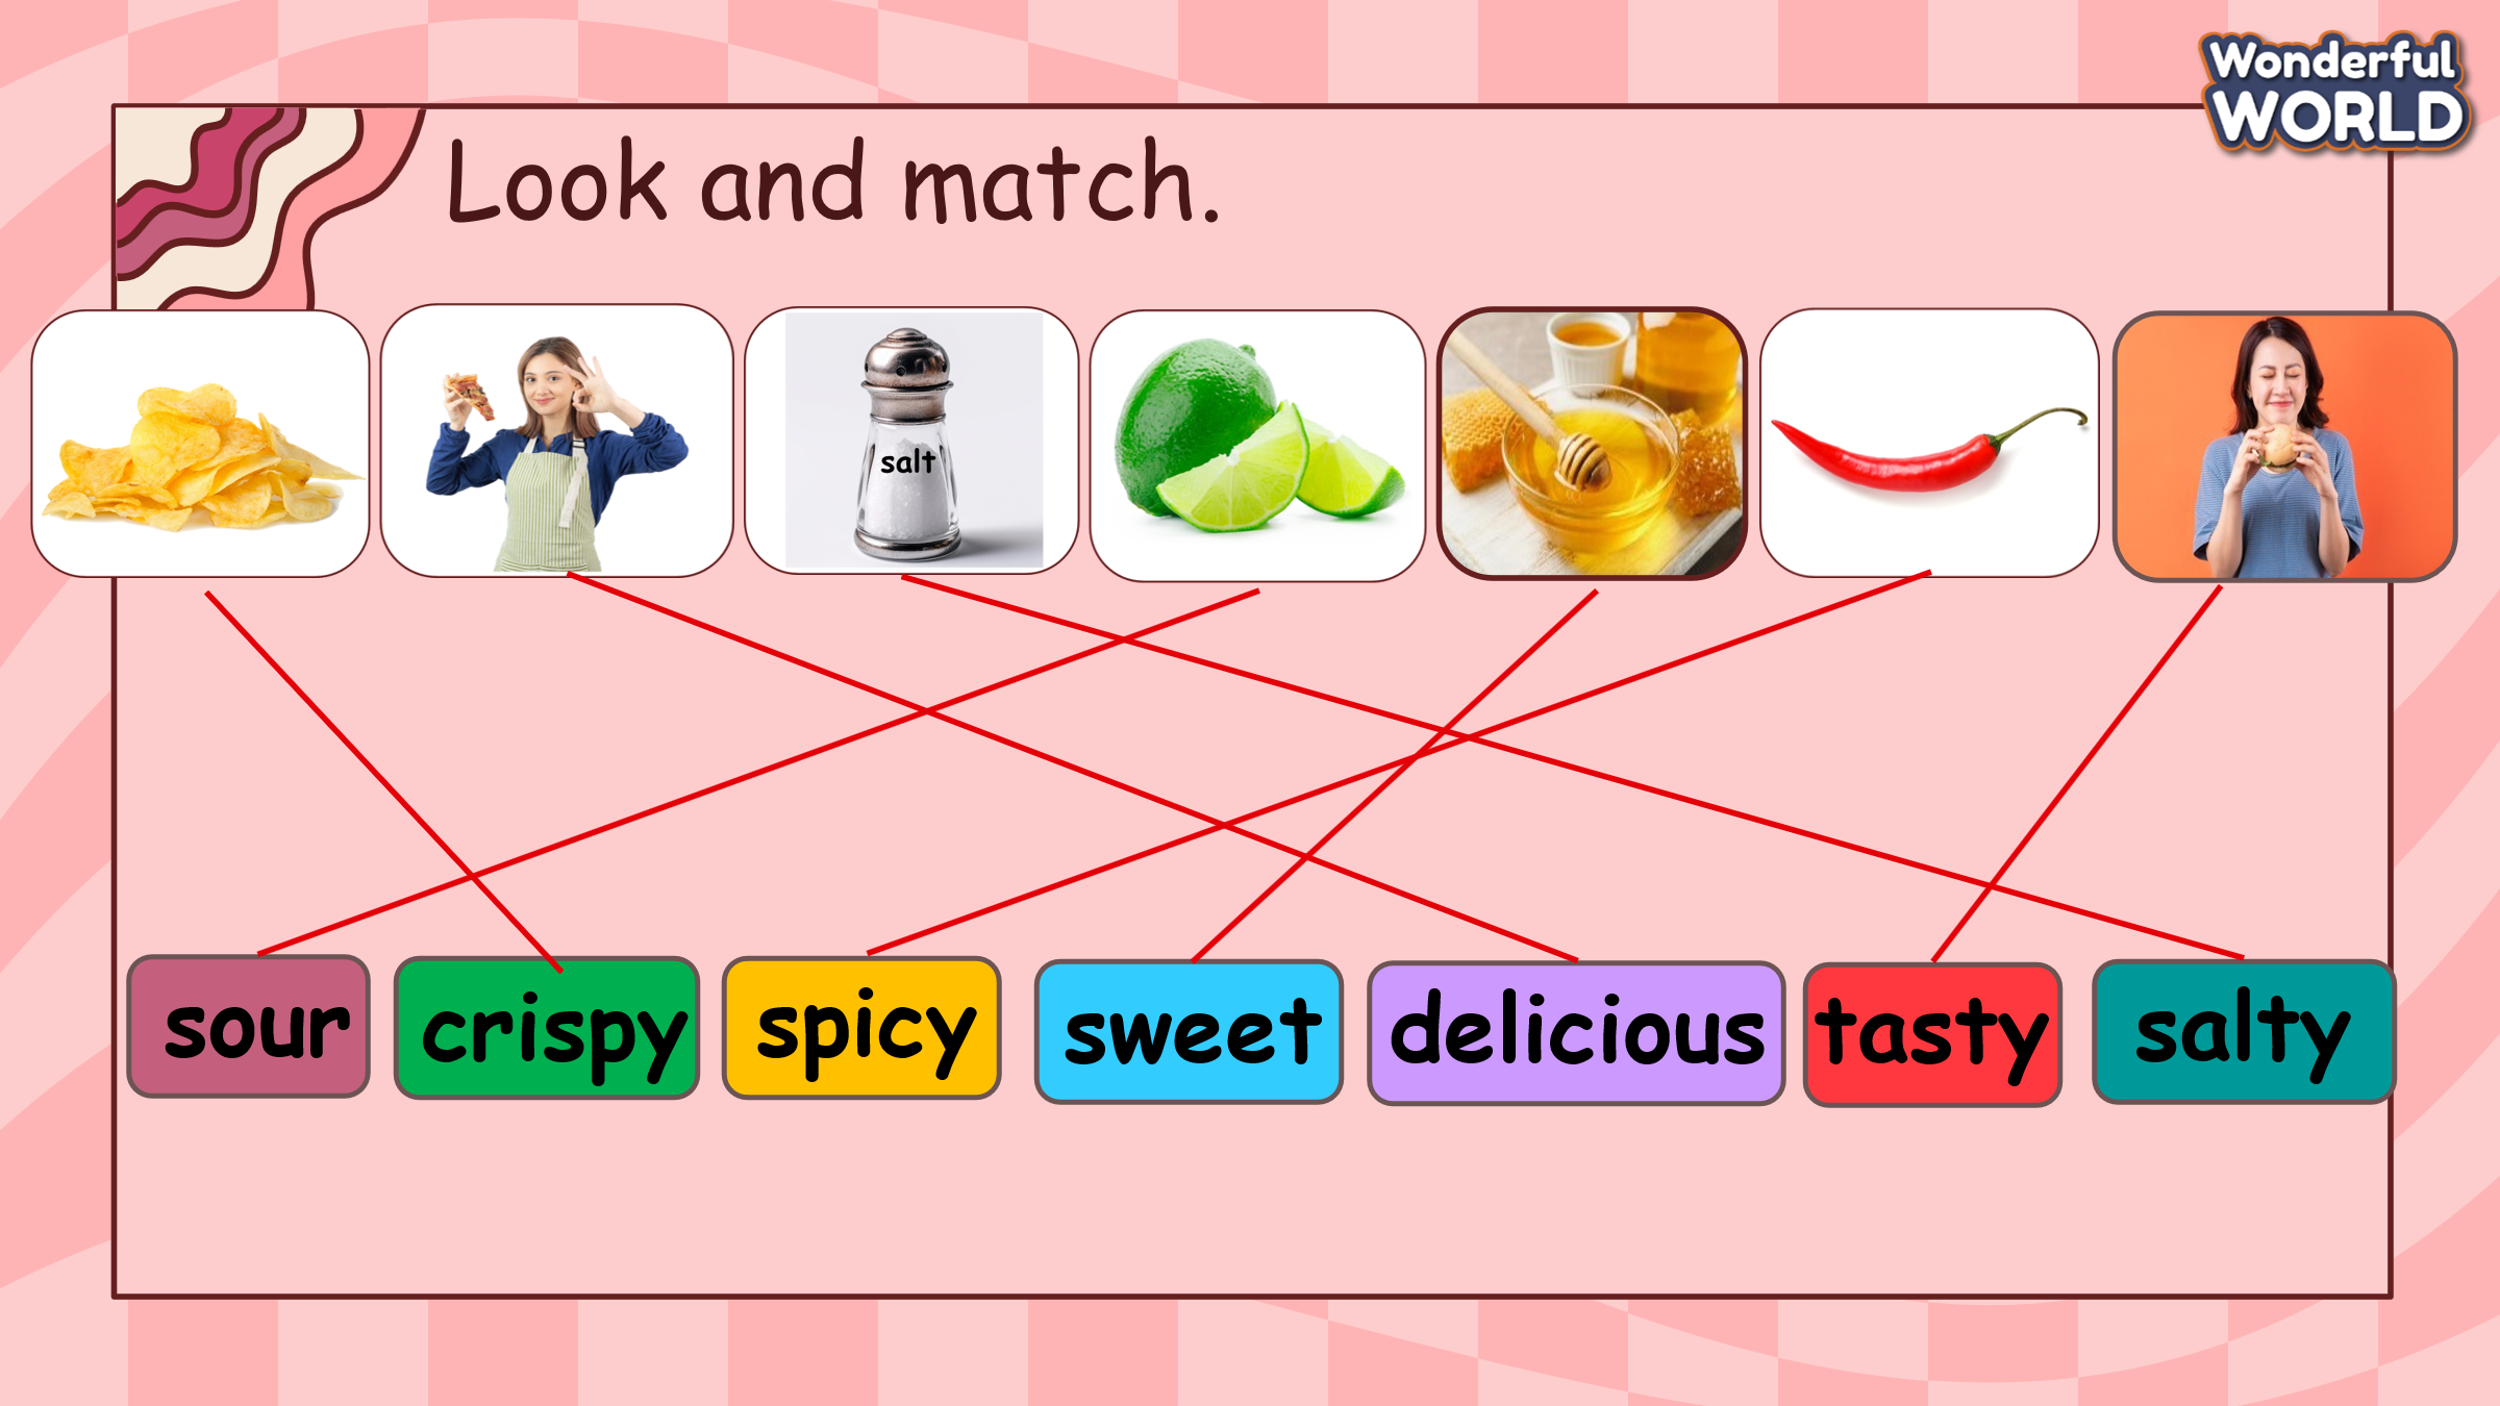 Wonderful
WORLD
Look and match.
salt
sour
crispy
spicy
sweet
delicious
tasty
salty